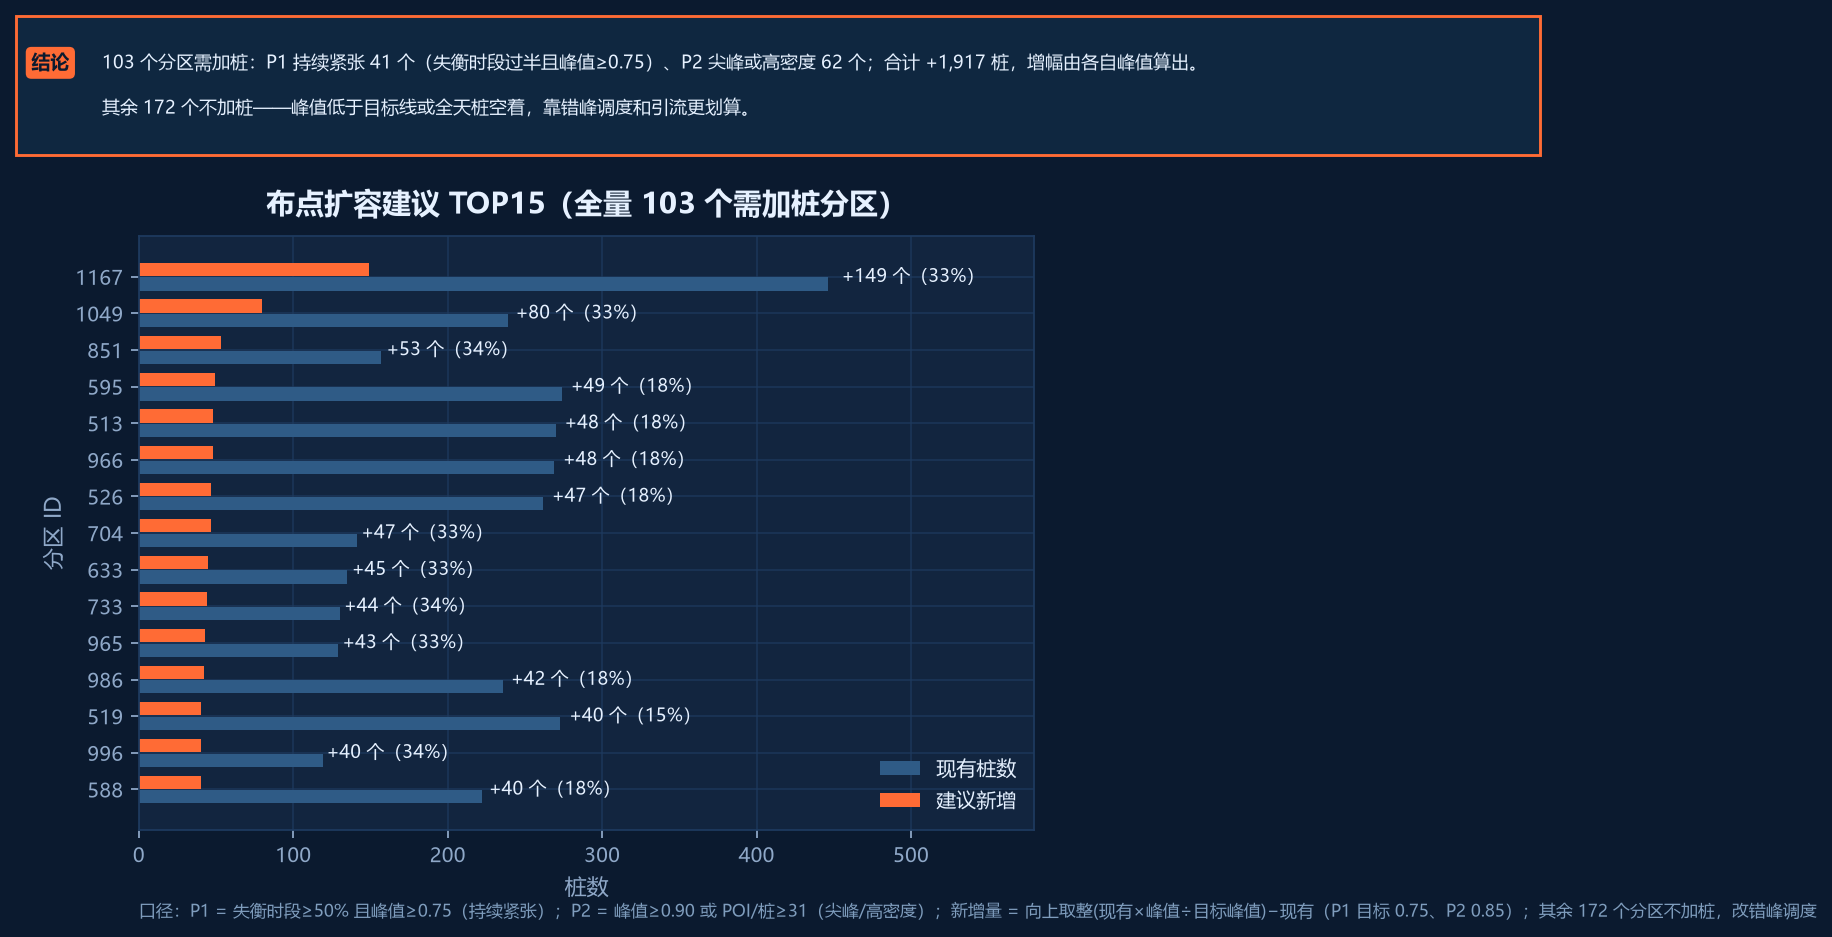 结论
103 个分区需加桩：P1 持续紧张 41 个（失衡时段过半且峰值≥0.75）、P2 尖峰或高密度 62 个；合计 +1,917 桩，增幅由各自峰值算出。
其余 172 个不加桩——峰值低于目标线或全天桩空着，靠错峰调度和引流更划算。
布点扩容建议 TOP15（全量 103 个需加桩分区）
1167 +149 个（33%）
1049 +80 个（33%）
851 +53 个（34%）
595 +49 个（18%）
513 +48 个（18%）
966 +48 个（18%）
526 +47 个（18%）
704 +47 个（33%）
633 +45 个（33%）
733 +44 个（34%）
965 +43 个（33%）
986 +42 个（18%）
519 +40 个（15%）
996 +40 个（34%）
588 +40 个（18%）
分区 ID
现有桩数
建议新增
0 100 200 300 400 500
桩数
口径：P1 = 失衡时段≥50% 且峰值≥0.75（持续紧张）；P2 = 峰值≥0.90 或 POI/桩≥31（尖峰/高密度）；新增量 = 向上取整(现有×峰值÷目标峰值)−现有（P1 目标 0.75、P2 0.85）；其余 172 个分区不加桩，改错峰调度